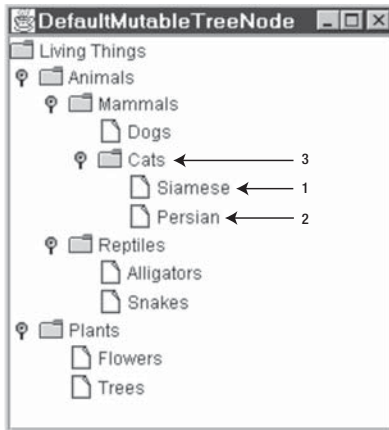 DefaultMutableTreeNode
Living Things
Animals
Mammals
Dogs
Cats 3
Siamese 1
Persian 2
Reptiles
Alligators
Snakes
Plants
Flowers
Trees